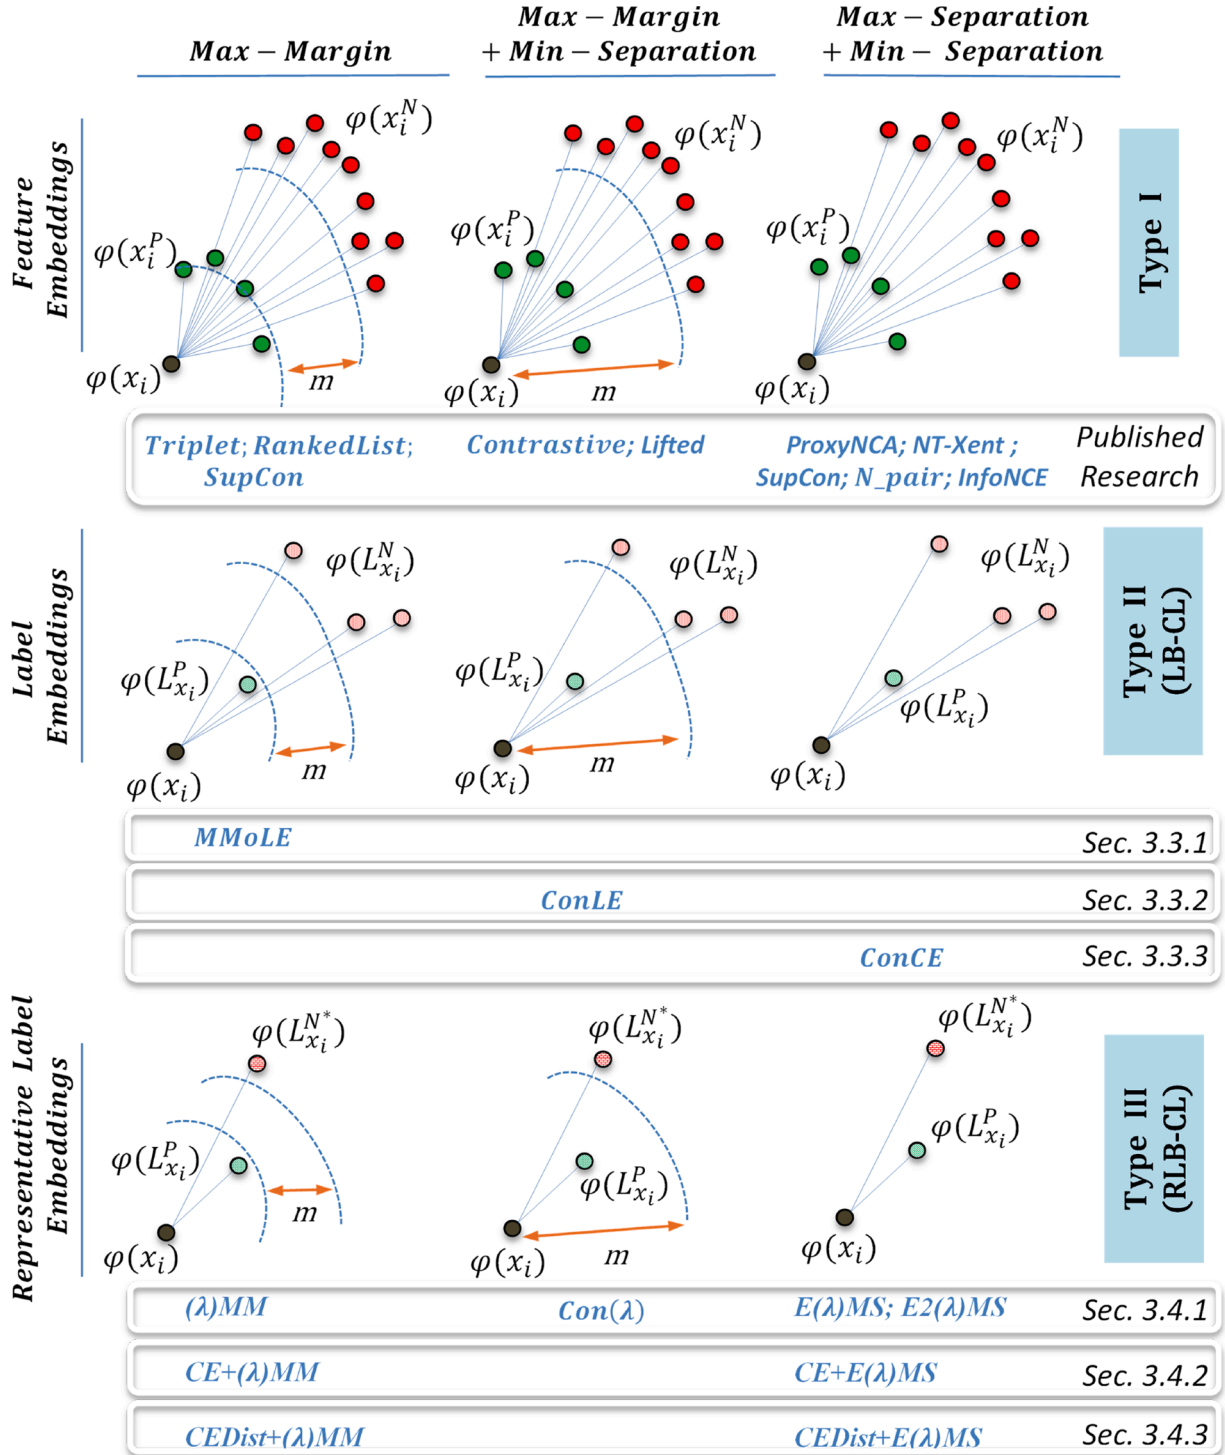 Max – Margin
Max – Margin
+ Min – Separation
Max – Separation
+ Min – Separation
Feature
Embeddings
φ(x_i^N)
φ(x_i^P)
φ(x_i)
m
φ(x_i^N)
φ(x_i^P)
φ(x_i)
m
φ(x_i^N)
φ(x_i^P)
φ(x_i)
Type I
Triplet; RankedList;
SupCon
Contrastive; Lifted
ProxyNCA; NT-Xent ;
SupCon; N_pair; InfoNCE
Published
Research
Label
Embeddings
φ(L_{x_i}^N)
φ(L_{x_i}^P)
φ(x_i)
m
φ(L_{x_i}^N)
φ(L_{x_i}^P)
φ(x_i)
m
φ(L_{x_i}^N)
φ(L_{x_i}^P)
φ(x_i)
Type II
(LB-CL)
MMoLE
Sec. 3.3.1
ConLE
Sec. 3.3.2
ConCE
Sec. 3.3.3
Representative Label
Embeddings
φ(L_{x_i}^{N*})
φ(L_{x_i}^P)
φ(x_i)
m
φ(L_{x_i}^{N*})
φ(L_{x_i}^P)
φ(x_i)
m
φ(L_{x_i}^{N*})
φ(L_{x_i}^P)
φ(x_i)
Type III
(RLB-CL)
(λ)MM
Con(λ)
E(λ)MS; E2(λ)MS
Sec. 3.4.1
CE+(λ)MM
CE+E(λ)MS
Sec. 3.4.2
CEDist+(λ)MM
CEDist+E(λ)MS
Sec. 3.4.3